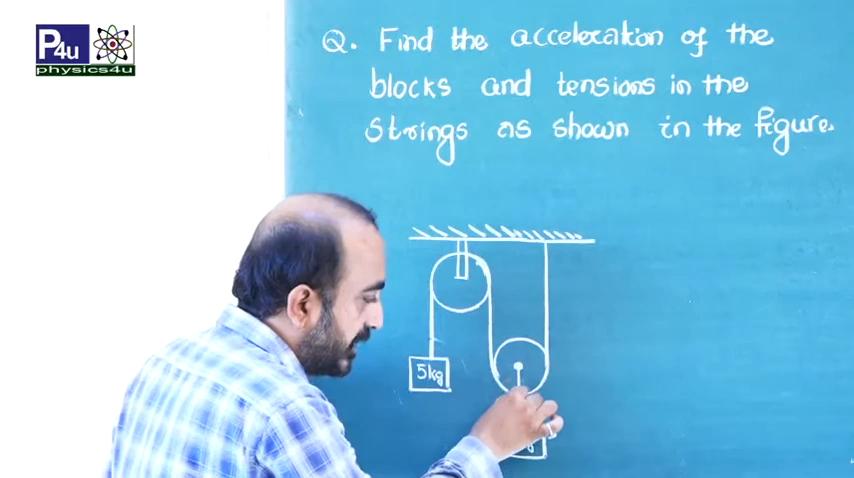 P4u
physics4u
Q. Find the acceleration of the
blocks and tensions in the
strings as shown in the figure.
5kg